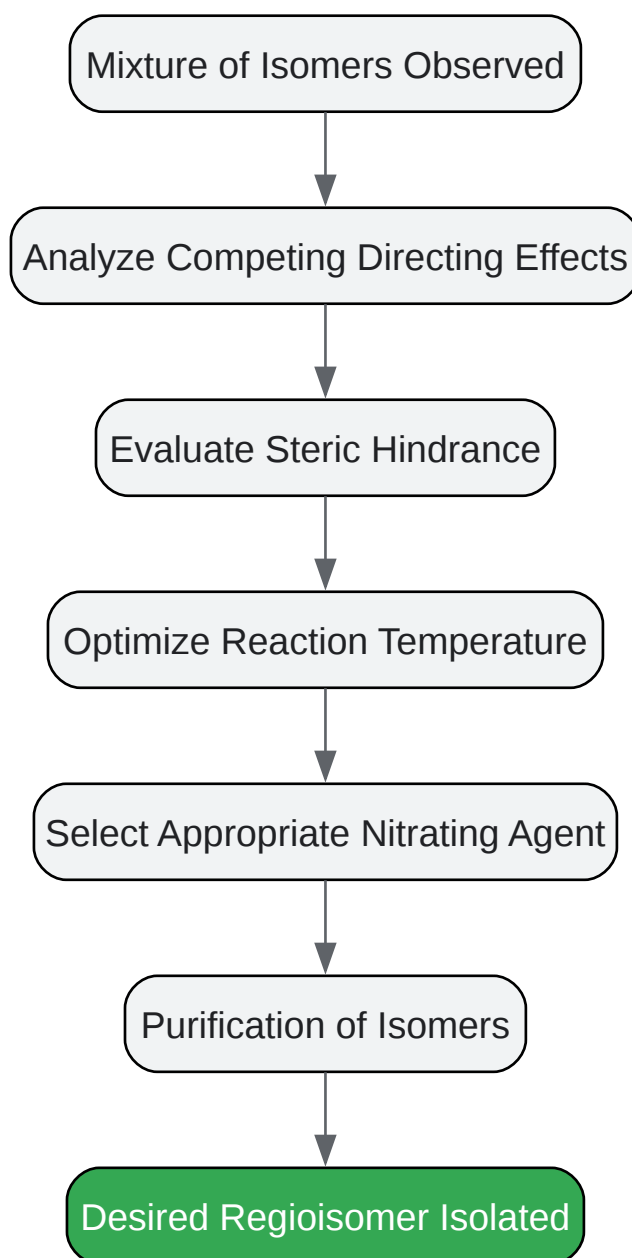 Mixture of Isomers Observed
Analyze Competing Directing Effects
Evaluate Steric Hindrance
Optimize Reaction Temperature
Select Appropriate Nitrating Agent
Purification of Isomers
Desired Regioisomer Isolated